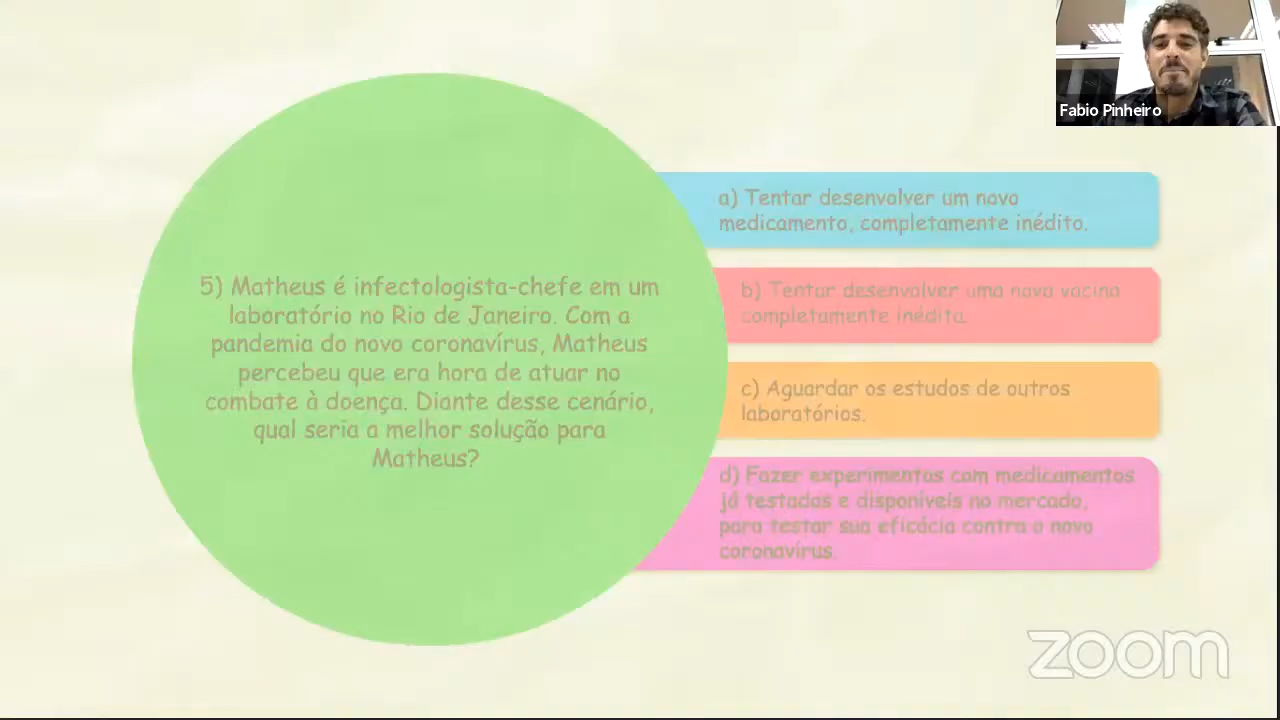 Fabio Pinheiro
5) Matheus é infectologista-chefe em um
laboratório no Rio de Janeiro. Com a
pandemia do novo coronavírus, Matheus
percebeu que era hora de atuar no
combate à doença. Diante desse cenário,
qual seria a melhor solução para
Matheus?
a) Tentar desenvolver um novo
medicamento, completamente inédito.
b) Tentar desenvolver uma nova vacina
completamente inédita.
c) Aguardar os estudos de outros
laboratórios.
d) Fazer experimentos com medicamentos
já testados e disponíveis no mercado,
para testar sua eficácia contra o novo
coronavírus.
zoom